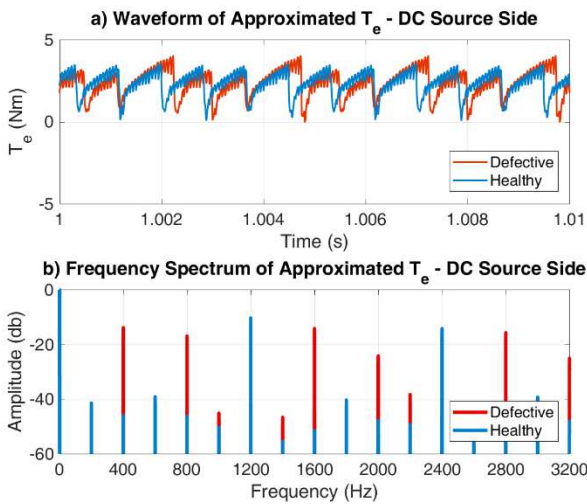 a) Waveform of Approximated T_e - DC Source Side
5
0
-5
T_e (Nm)
Defective
Healthy
1 1.002 1.004 1.006 1.008 1.01
Time (s)
b) Frequency Spectrum of Approximated T_e - DC Source Side
0
-20
-40
-60
Amplitude (db)
Defective
Healthy
0 400 800 1200 1600 2000 2400 2800 3200
Frequency (Hz)